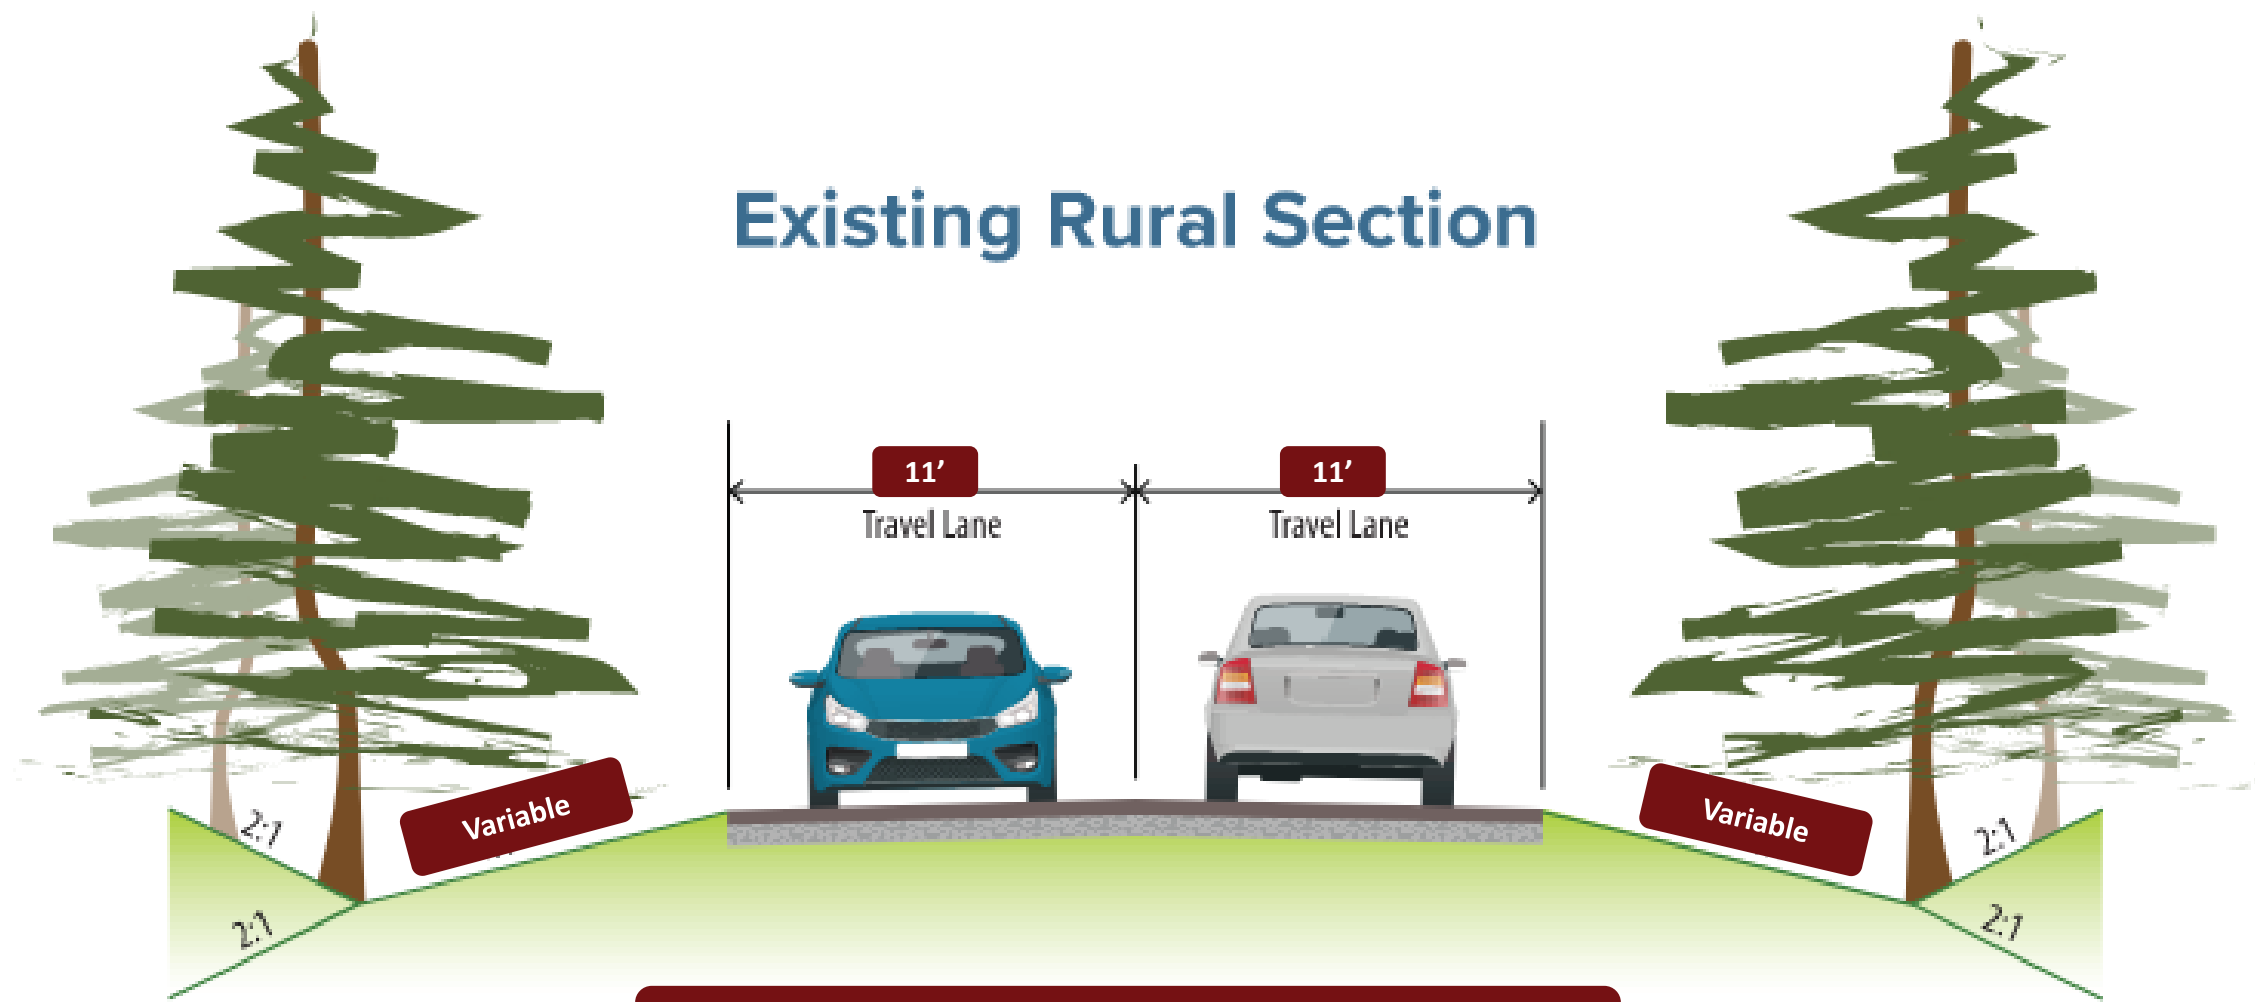 Existing Rural Section
11’ 11’
Travel Lane Travel Lane
Variable Variable
2:1 2:1
2:1 2:1